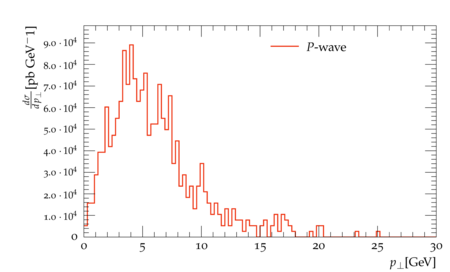 dσ/dp⊥ [pb GeV−1]
9.0 · 10⁴
8.0 · 10⁴
7.0 · 10⁴
6.0 · 10⁴
5.0 · 10⁴
4.0 · 10⁴
3.0 · 10⁴
2.0 · 10⁴
1.0 · 10⁴
0
P-wave
0 5 10 15 20 25 30
p⊥[GeV]